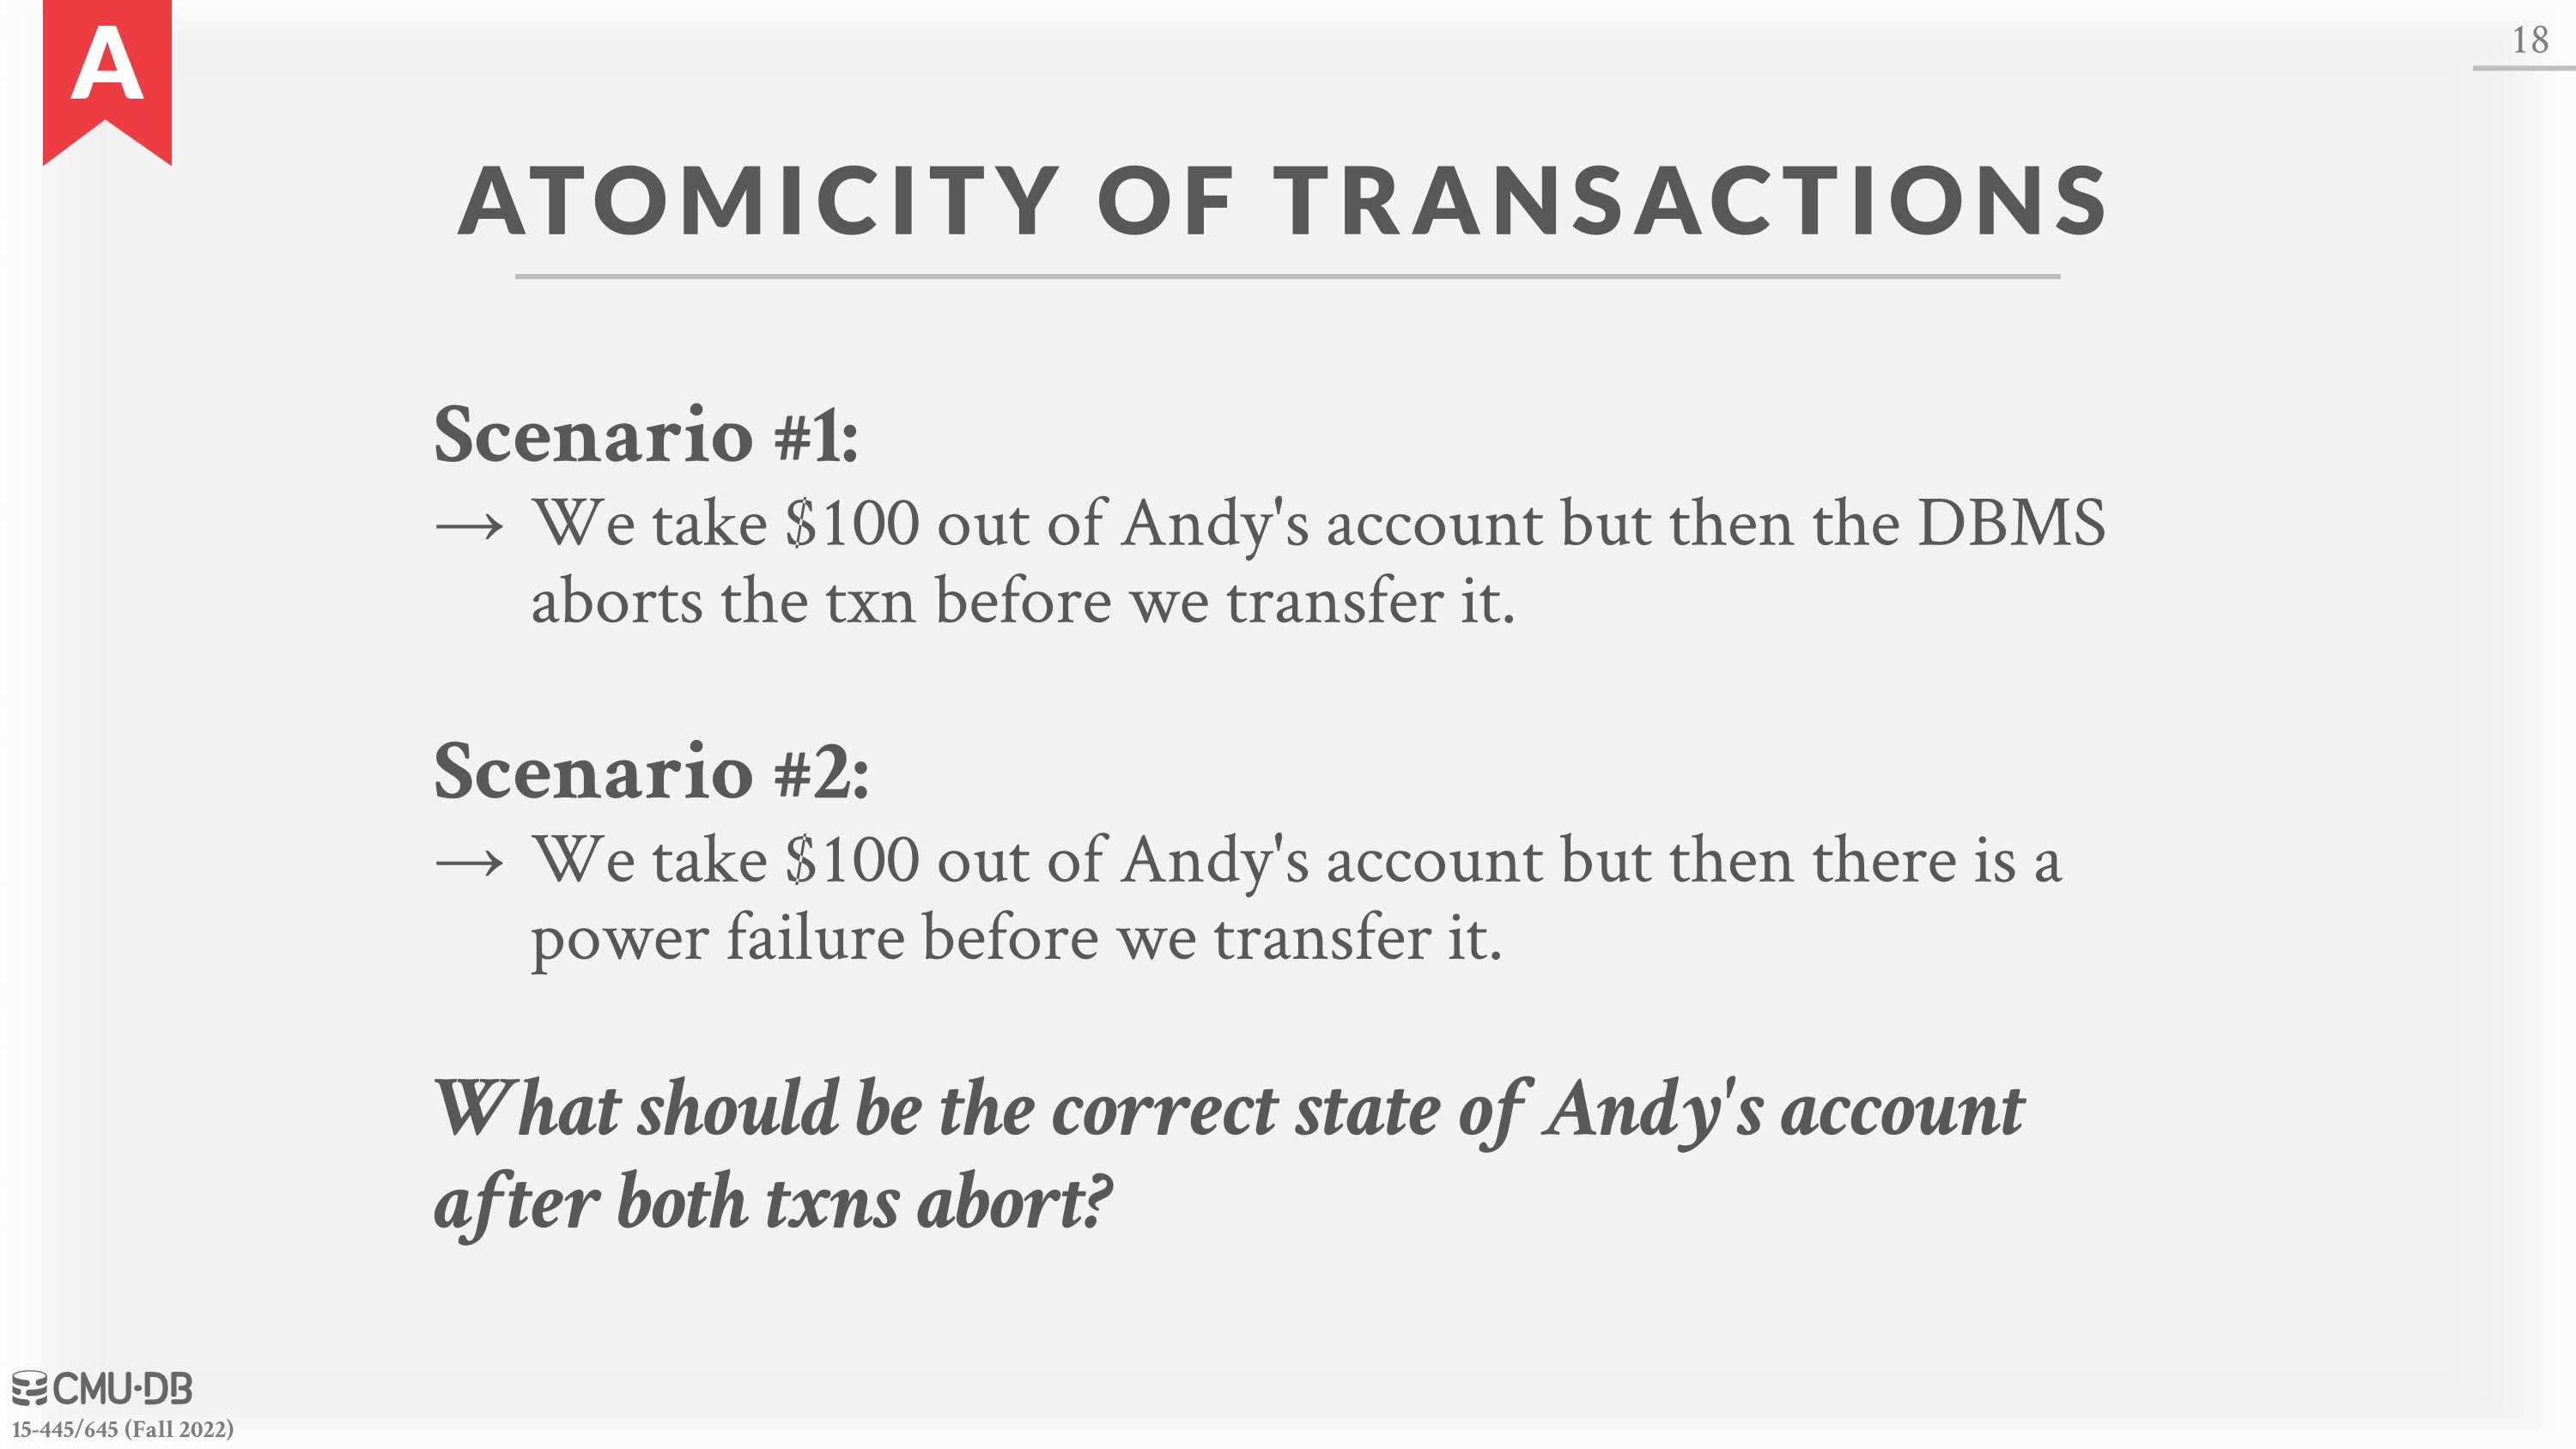 A
18
ATOMICITY OF TRANSACTIONS
Scenario #1:
→ We take $100 out of Andy's account but then the DBMS
aborts the txn before we transfer it.
Scenario #2:
→ We take $100 out of Andy's account but then there is a
power failure before we transfer it.
What should be the correct state of Andy's account
after both txns abort?
CMU·DB
15-445/645 (Fall 2022)